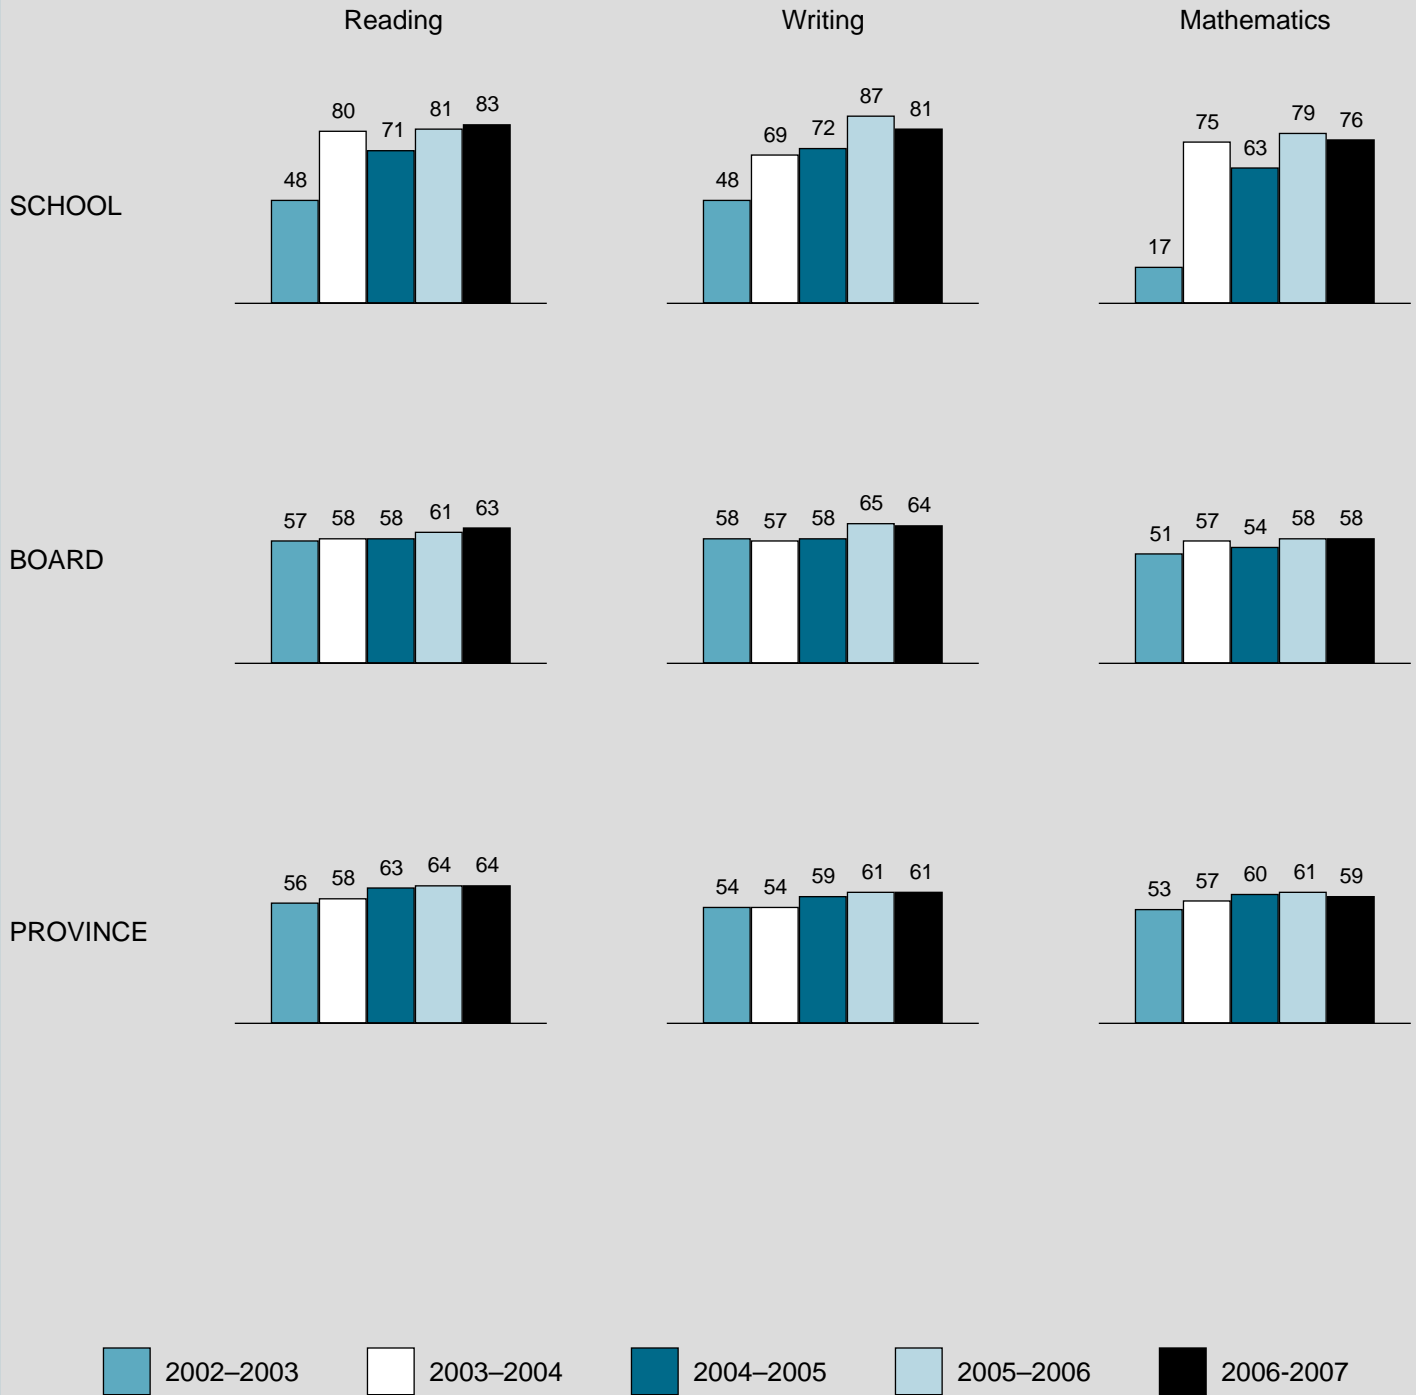 Reading Writing Mathematics
SCHOOL
48 80 71 81 83
48 69 72 87 81
17 75 63 79 76
BOARD
57 58 58 61 63
58 57 58 65 64
51 57 54 58 58
PROVINCE
56 58 63 64 64
54 54 59 61 61
53 57 60 61 59
2002–2003 2003–2004 2004–2005 2005–2006 2006-2007